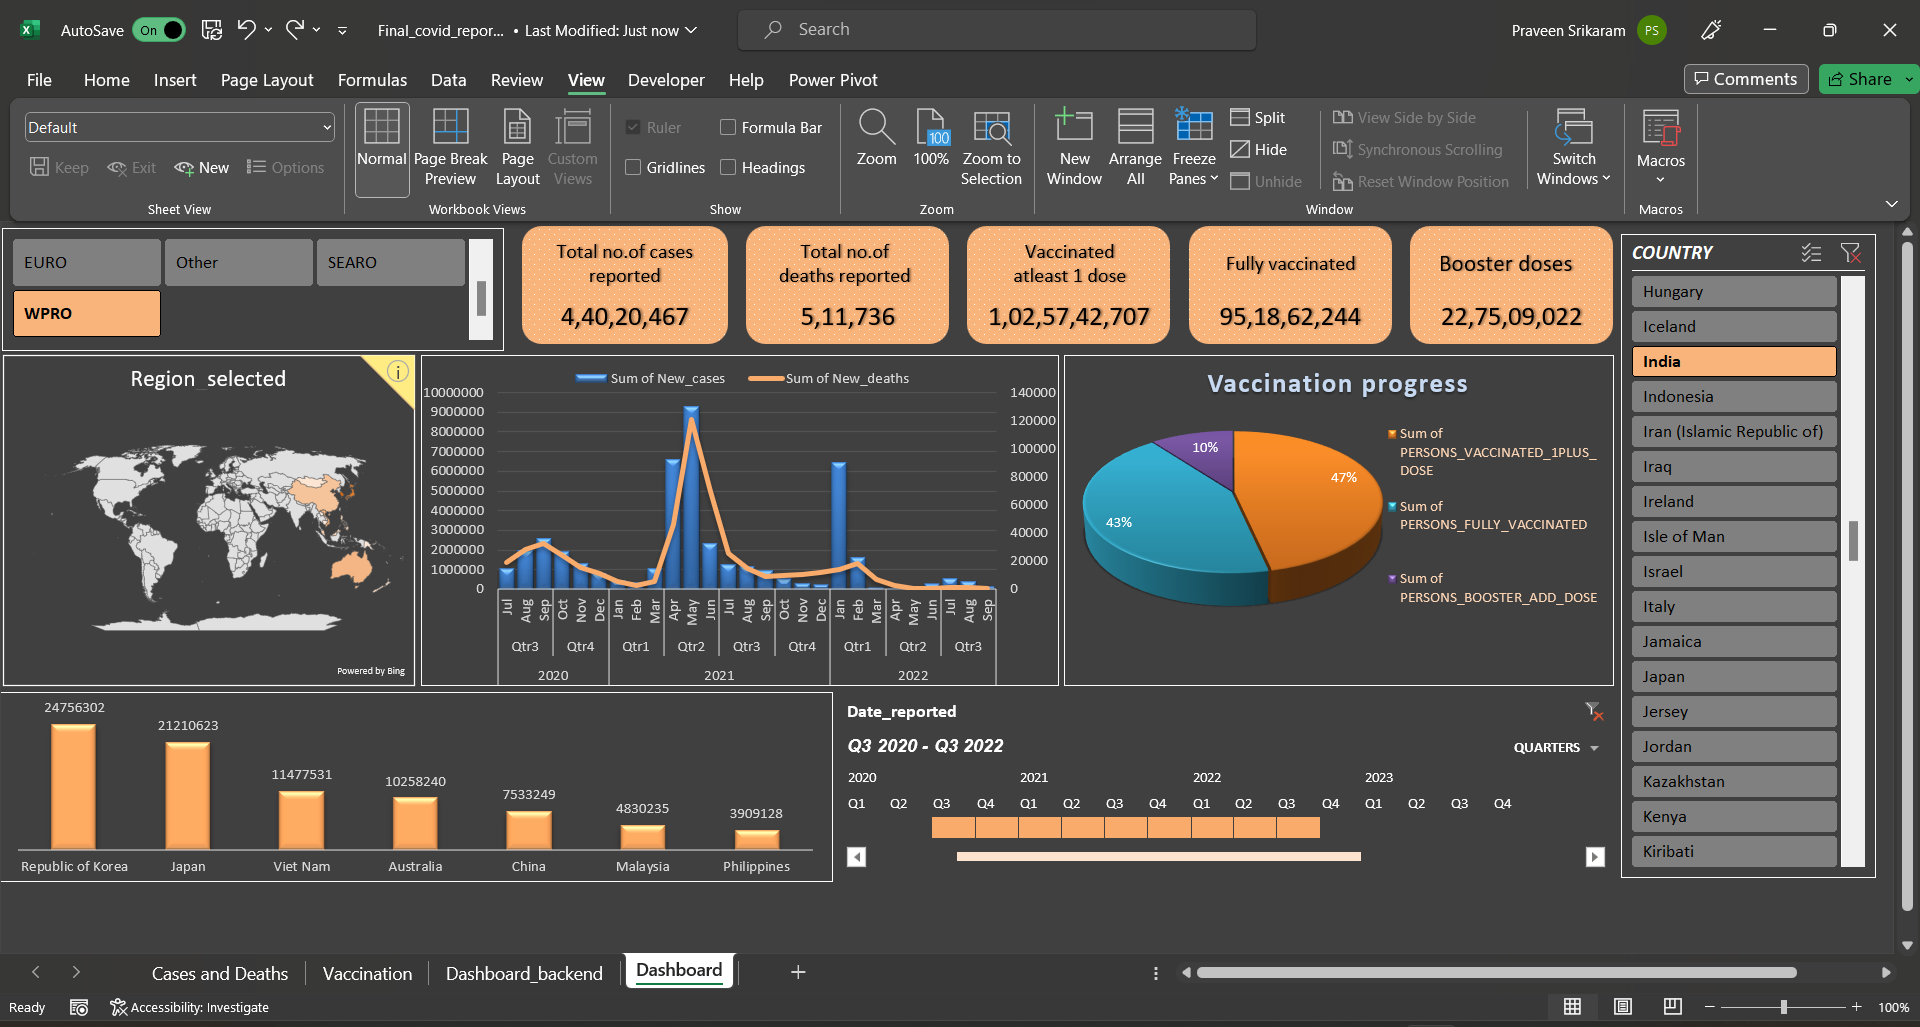 AutoSave On Final_covid_repor... • Last Modified: Just now Search Praveen Srikaram PS
File Home Insert Page Layout Formulas Data Review View Developer Help Power Pivot Comments Share
Default
Keep Exit New Options
Sheet View
Normal
Page Break
Preview
Page
Layout
Custom
Views
Workbook Views
Ruler Formula Bar
Gridlines Headings
Show
Zoom
100
100%
Zoom to
Selection
Zoom
New
Window
Arrange
All
Freeze
Panes
Split
Hide
Unhide
View Side by Side
Synchronous Scrolling
Reset Window Position
Switch
Windows
Window
Macros
Macros
EURO Other SEARO
WPRO
Total no.of cases
reported
4,40,20,467
Total no.of
deaths reported
5,11,736
Vaccinated
atleast 1 dose
1,02,57,42,707
Fully vaccinated
95,18,62,244
Booster doses
22,75,09,022
COUNTRY
Hungary
Iceland
India
Indonesia
Iran (Islamic Republic of)
Iraq
Ireland
Isle of Man
Israel
Italy
Jamaica
Japan
Jersey
Jordan
Kazakhstan
Kenya
Kiribati
Region_selected
Powered by Bing
Sum of New_cases Sum of New_deaths
10000000
9000000
8000000
7000000
6000000
5000000
4000000
3000000
2000000
1000000
0
140000
120000
100000
80000
60000
40000
20000
0
Jul Aug Sep Oct Nov Dec Jan Feb Mar Apr May Jun Jul Aug Sep Oct Nov Dec Jan Feb Mar Apr May Jun Jul Aug Sep
Qtr3 Qtr4 Qtr1 Qtr2 Qtr3 Qtr4 Qtr1 Qtr2 Qtr3
2020 2021 2022
Vaccination progress
10%
47%
43%
Sum of
PERSONS_VACCINATED_1PLUS_
DOSE
Sum of
PERSONS_FULLY_VACCINATED
Sum of
PERSONS_BOOSTER_ADD_DOSE
24756302
21210623
11477531
10258240
7533249
4830235
3909128
Republic of Korea Japan Viet Nam Australia China Malaysia Philippines
Date_reported
Q3 2020 - Q3 2022 QUARTERS
2020 2021 2022 2023
Q1 Q2 Q3 Q4 Q1 Q2 Q3 Q4 Q1 Q2 Q3 Q4 Q1 Q2 Q3 Q4
Cases and Deaths Vaccination Dashboard_backend Dashboard
Ready Accessibility: Investigate 100%